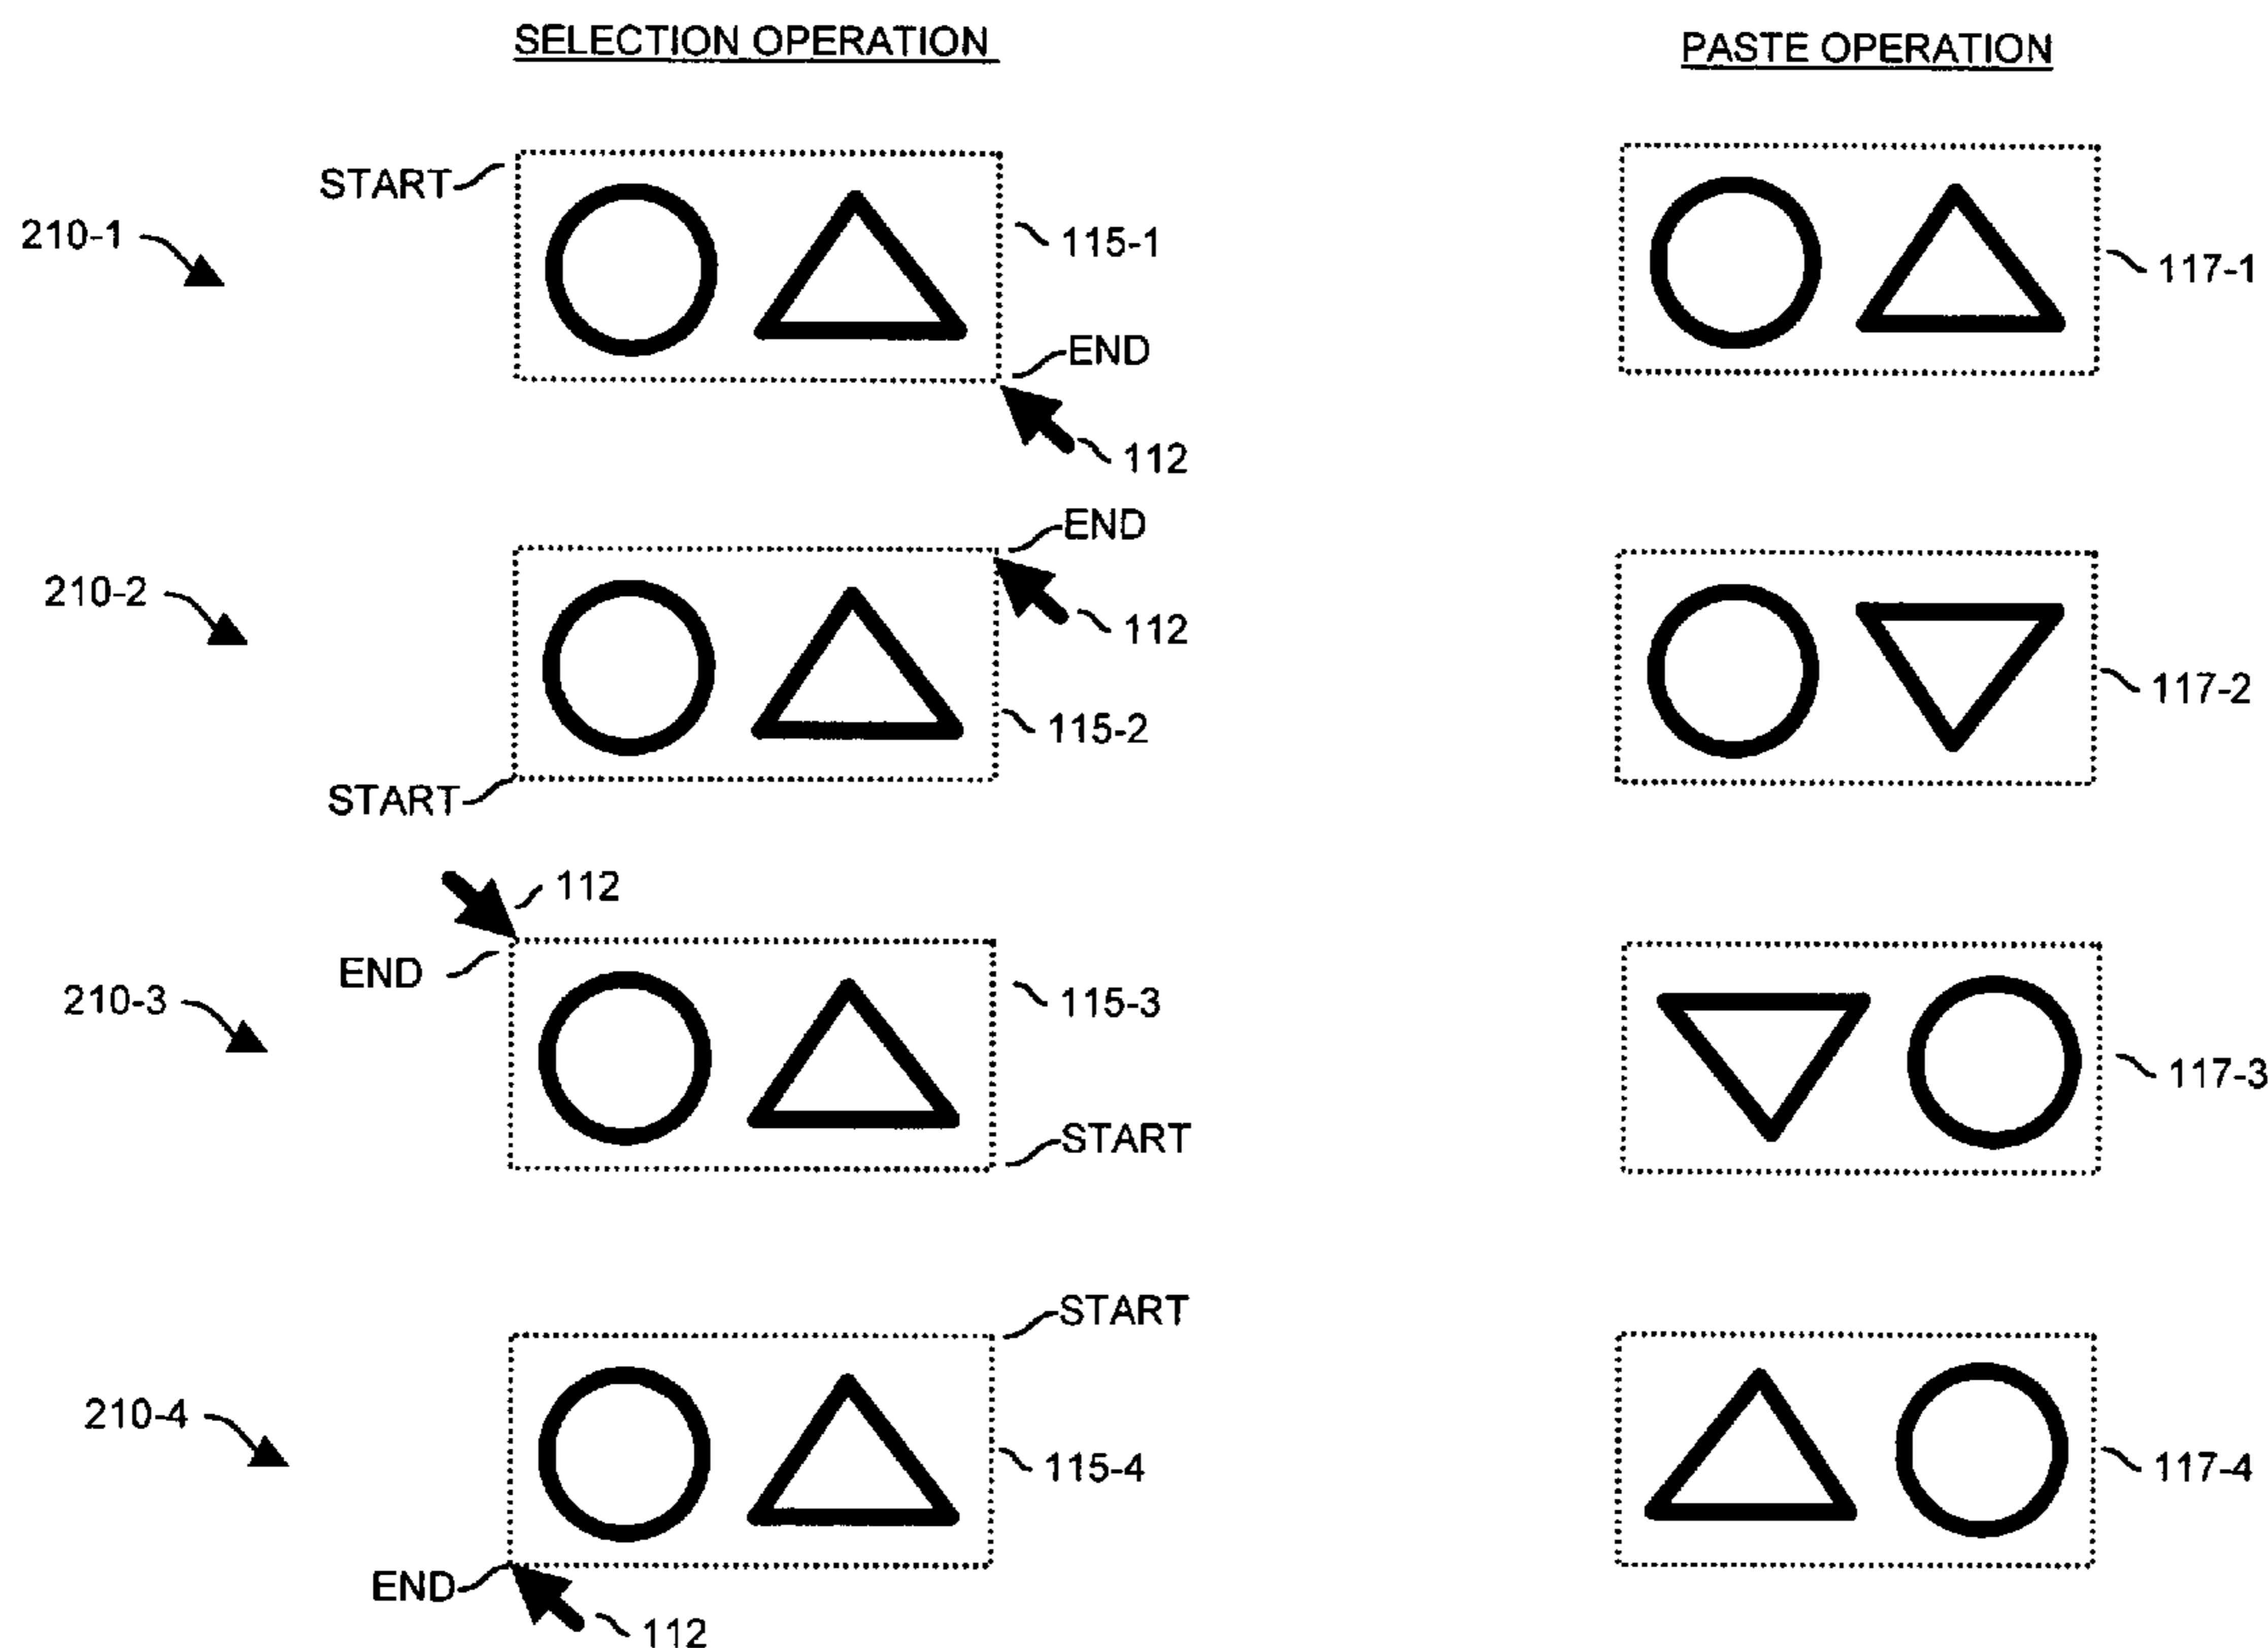 SELECTION OPERATION
PASTE OPERATION
START
210-1
115-1
117-1
END
112
END
210-2
112
117-2
115-2
START
112
END
210-3
115-3
117-3
START
START
210-4
115-4
117-4
END
112